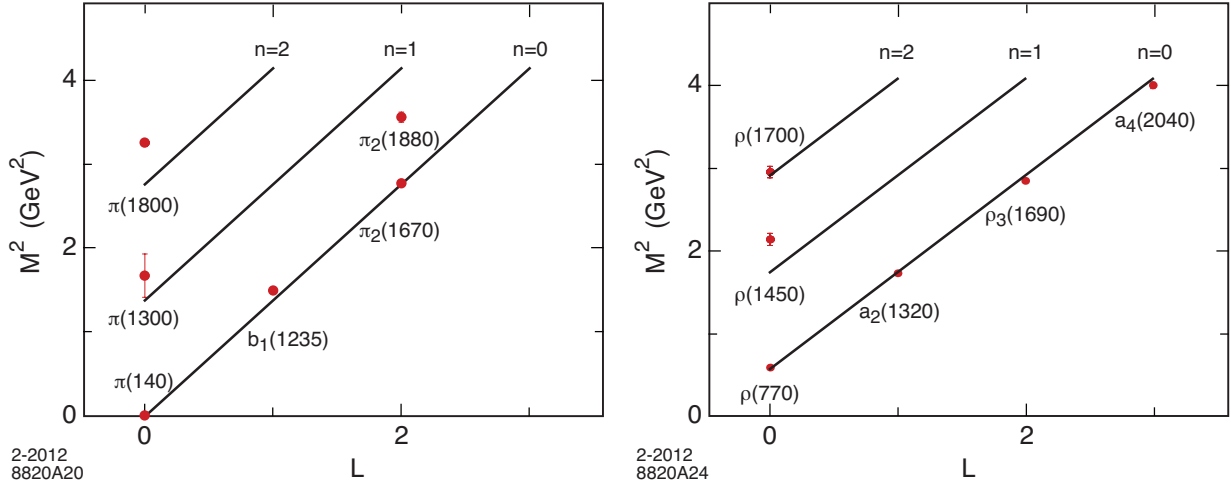 n=2 n=1 n=0
4
π₂(1880)
M² (GeV²)
π(1800)
π₂(1670)
2
π(1300)
b₁(1235)
π(140)
0
0 2
L
2-2012
8820A20
n=2 n=1 n=0
4
a₄(2040)
ρ(1700)
M² (GeV²)
ρ₃(1690)
2
ρ(1450)
a₂(1320)
ρ(770)
0
0 2
L
2-2012
8820A24